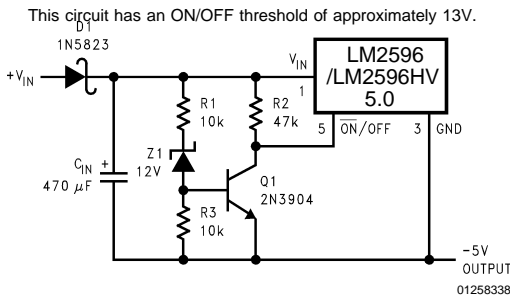 This circuit has an ON/OFF threshold of approximately 13V.
D1
1N5823
+VIN
VIN
1
LM2596
/LM2596HV
5.0
5
ON/OFF
3
GND
R1
10k
R2
47k
Z1
12V
CIN
+
470 μF
Q1
2N3904
R3
10k
−5V
OUTPUT
01258338